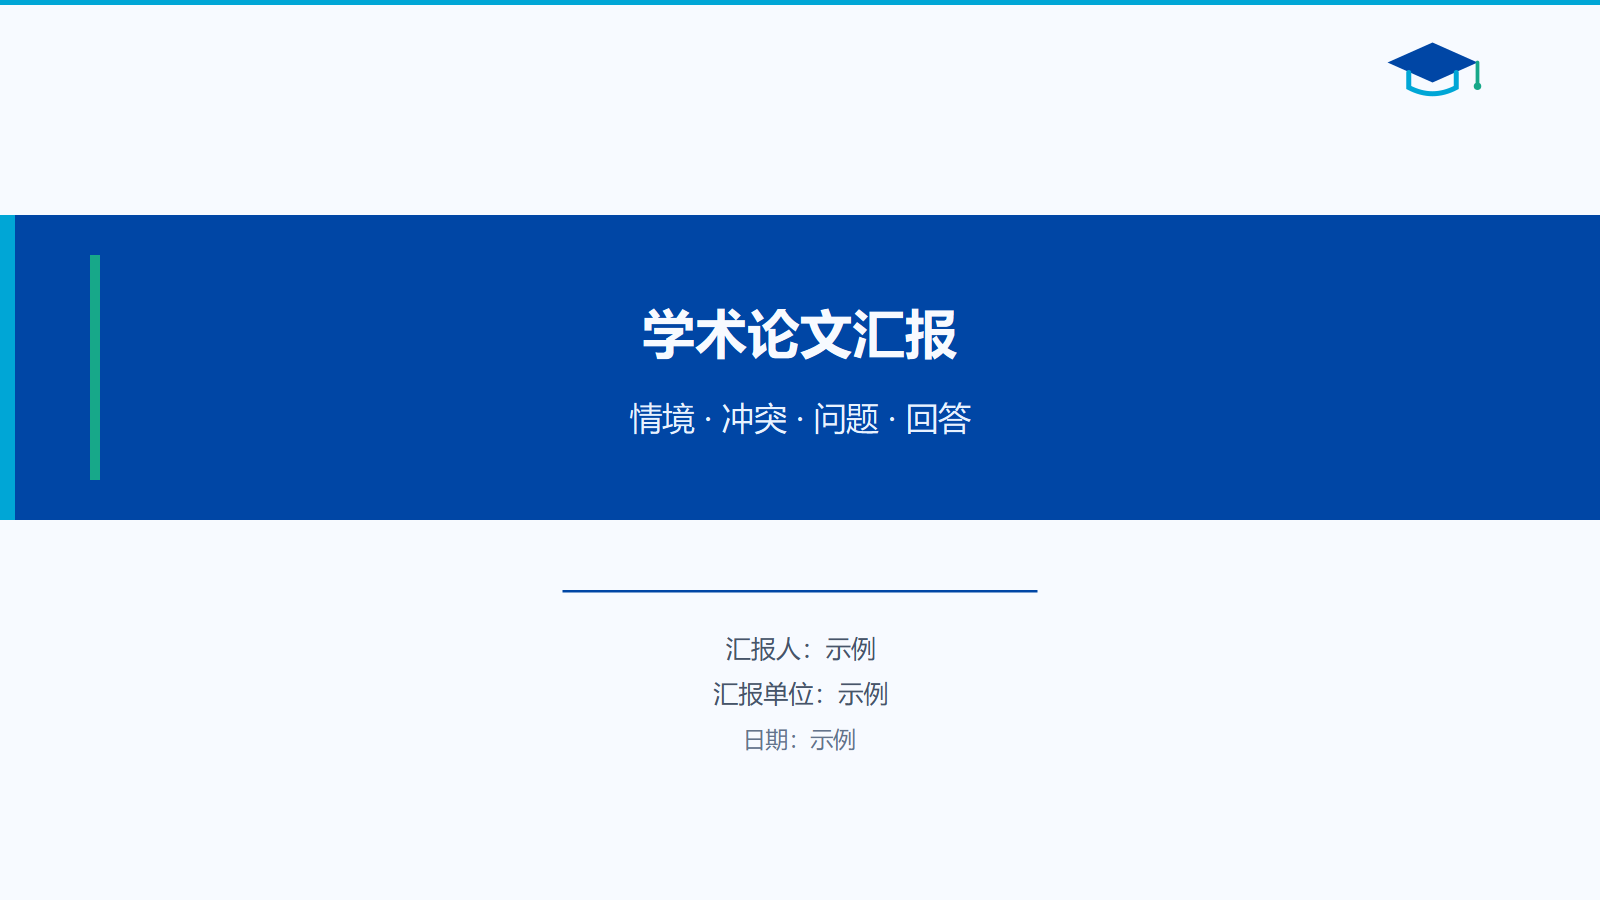 学术论文汇报
情境 · 冲突 · 问题 · 回答
汇报人：示例
汇报单位：示例
日期：示例